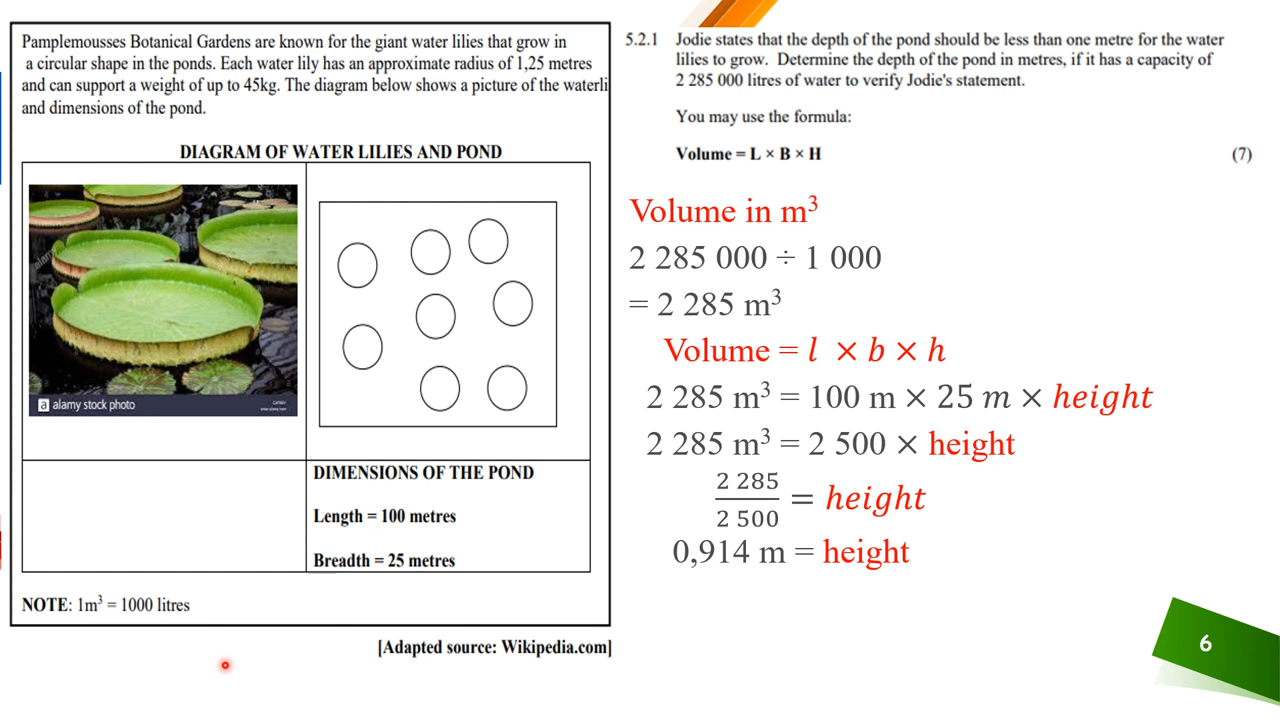 Pamplemousses Botanical Gardens are known for the giant water lilies that grow in
a circular shape in the ponds. Each water lily has an approximate radius of 1,25 metres
and can support a weight of up to 45kg. The diagram below shows a picture of the waterli
and dimensions of the pond.
DIAGRAM OF WATER LILIES AND POND
a alamy stock photo
DIMENSIONS OF THE POND
Length = 100 metres
Breadth = 25 metres
NOTE: 1m³ = 1000 litres
[Adapted source: Wikipedia.com]
5.2.1 Jodie states that the depth of the pond should be less than one metre for the water
lilies to grow. Determine the depth of the pond in metres, if it has a capacity of
2 285 000 litres of water to verify Jodie's statement.
You may use the formula:
Volume = L × B × H (7)
Volume in m³
2 285 000 ÷ 1 000
= 2 285 m³
Volume = l × b × h
2 285 m³ = 100 m × 25 m × height
2 285 m³ = 2 500 × height
2 285
2 500 = height
0,914 m = height
6